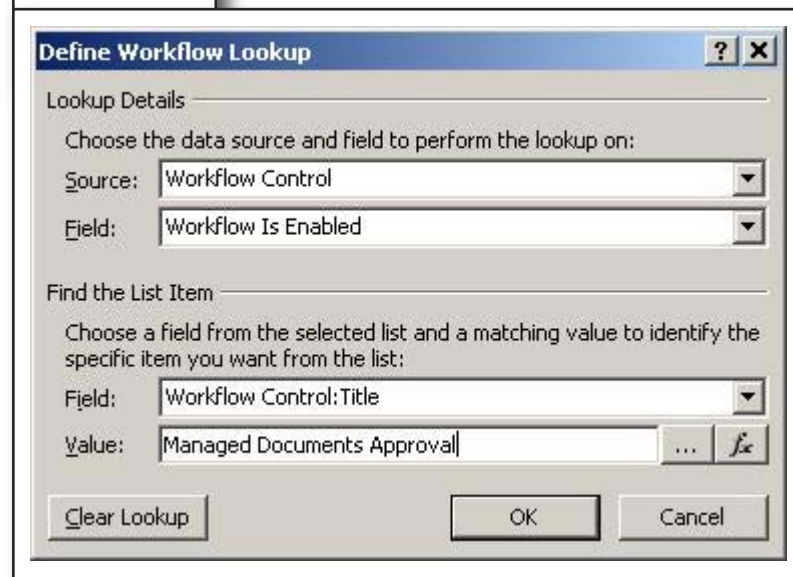 Define Workflow Lookup
Lookup Details
Choose the data source and field to perform the lookup on:
Source: Workflow Control
Field: Workflow Is Enabled
Find the List Item
Choose a field from the selected list and a matching value to identify the
specific item you want from the list:
Field: Workflow Control:Title
Value: Managed Documents Approval ... fx
Clear Lookup OK Cancel